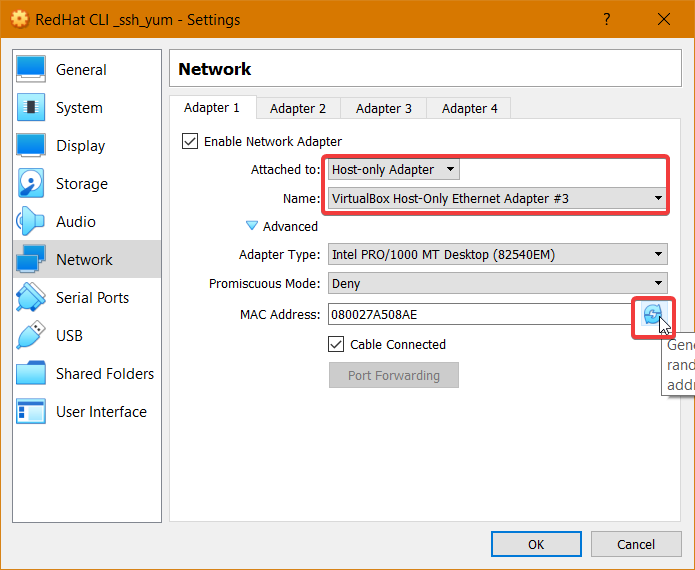 RedHat CLI _ssh_yum - Settings
?
General
System
Display
Storage
Audio
Network
Serial Ports
USB
Shared Folders
User Interface
Network
Adapter 1 Adapter 2 Adapter 3 Adapter 4
Enable Network Adapter
Attached to: Host-only Adapter
Name: VirtualBox Host-Only Ethernet Adapter #3
Advanced
Adapter Type: Intel PRO/1000 MT Desktop (82540EM)
Promiscuous Mode: Deny
MAC Address: 080027A508AE
Gene
rand
addr
Cable Connected
Port Forwarding
OK Cancel